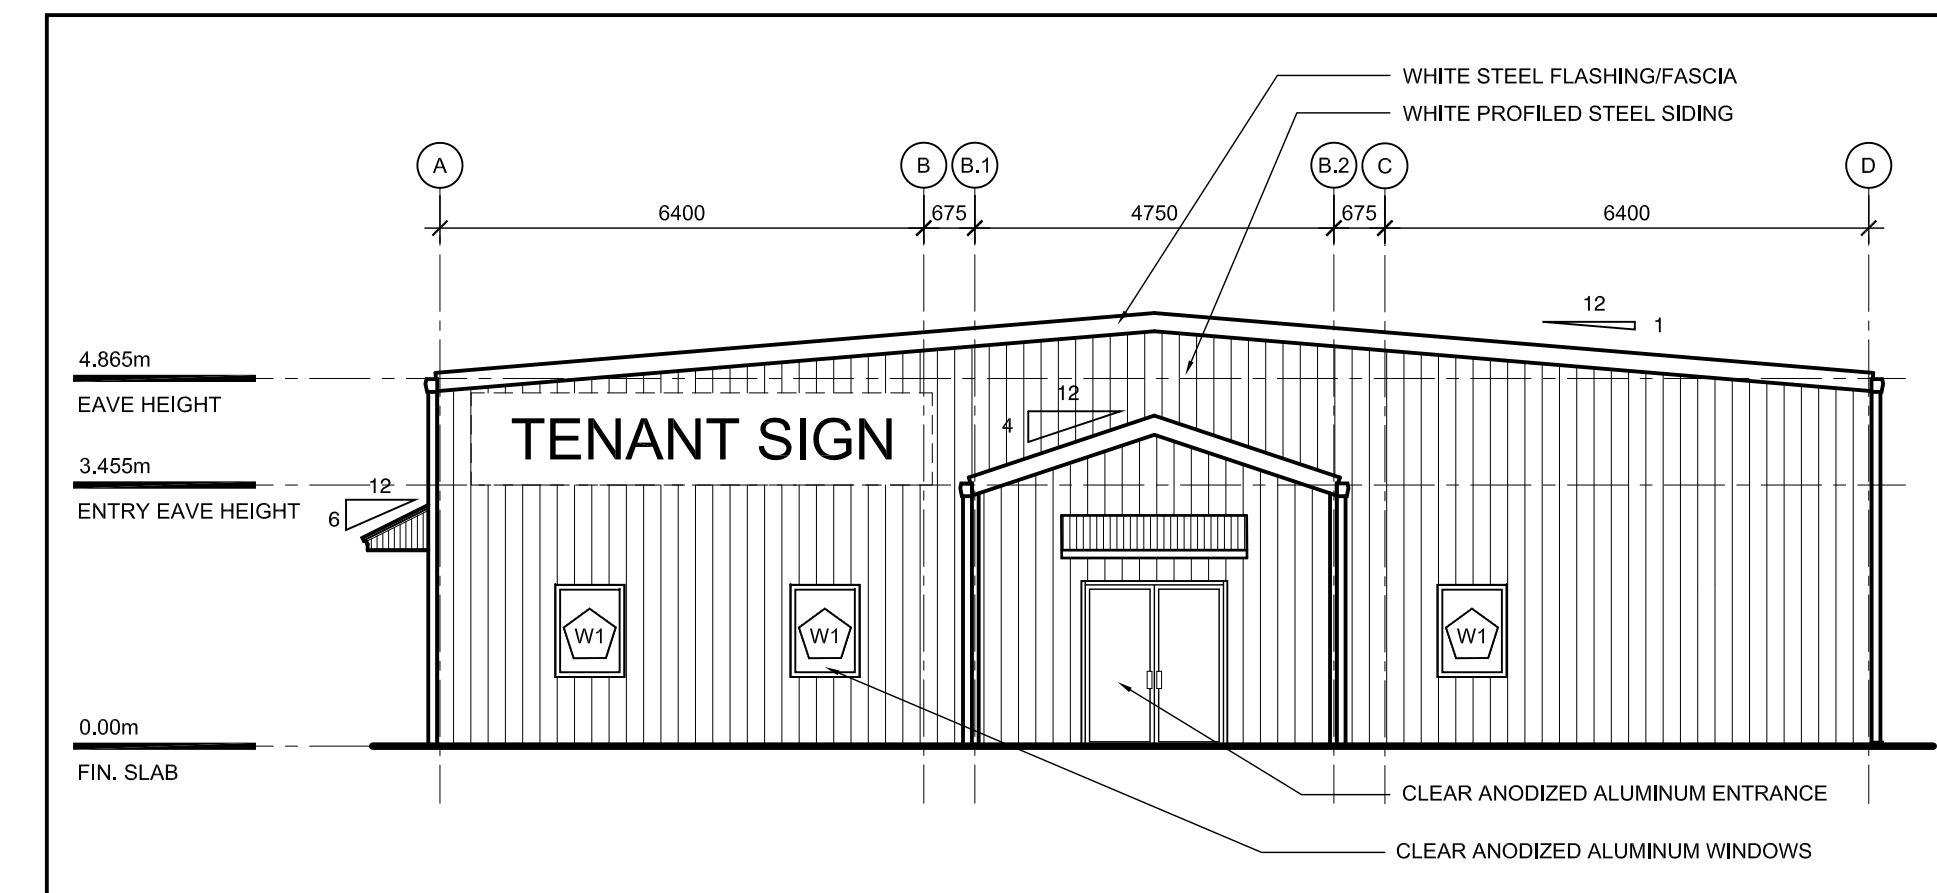 WHITE STEEL FLASHING/FASCIA
WHITE PROFILED STEEL SIDING
A B B.1 B.2 C D
6400 675 4750 675 6400
12
1
4.865m
EAVE HEIGHT
12
4
TENANT SIGN
3.455m
ENTRY EAVE HEIGHT
12
6
W1 W1 W1
0.00m
FIN. SLAB
CLEAR ANODIZED ALUMINUM ENTRANCE
CLEAR ANODIZED ALUMINUM WINDOWS